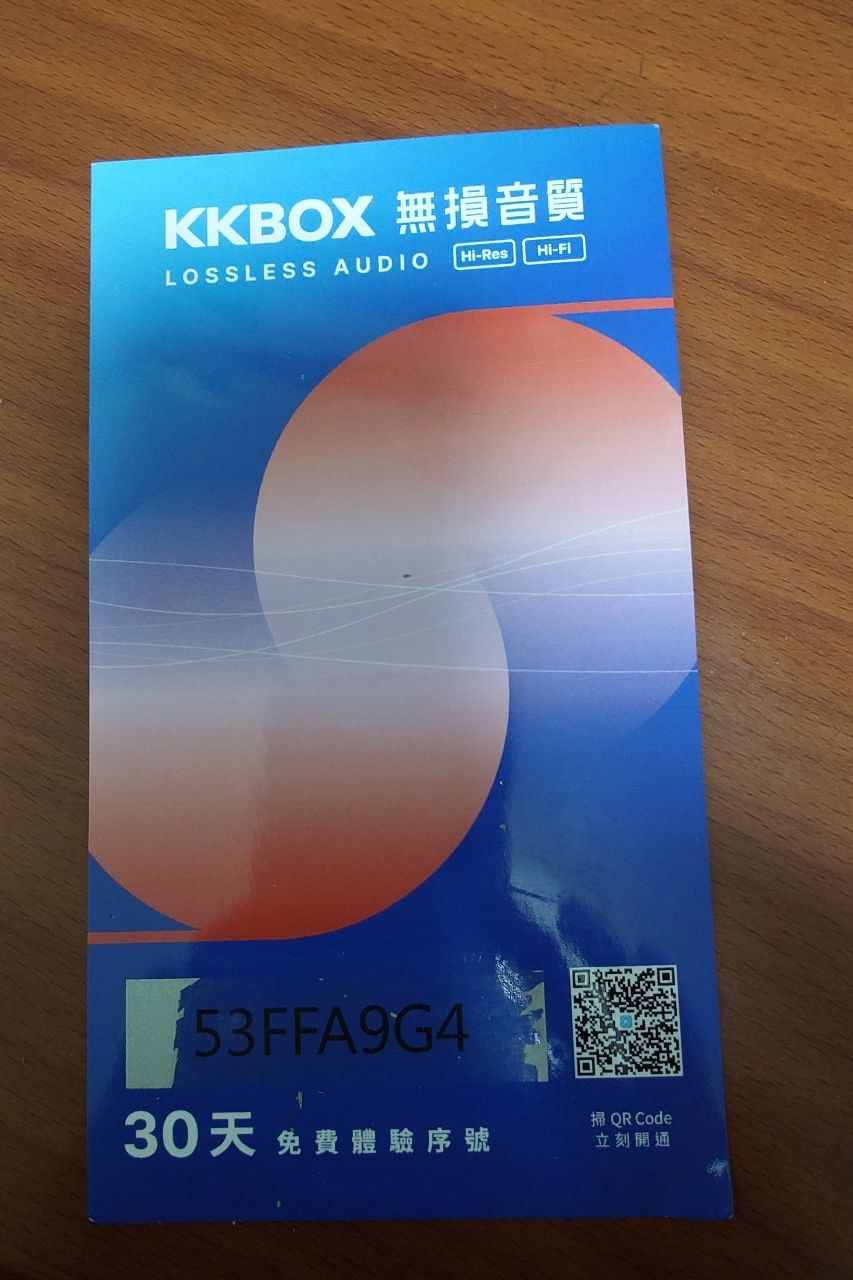 KKBOX 無損音質
LOSSLESS AUDIO Hi-Res Hi-Fi
53FFA9G4
30天 免費體驗序號
掃 QR Code
立刻開通